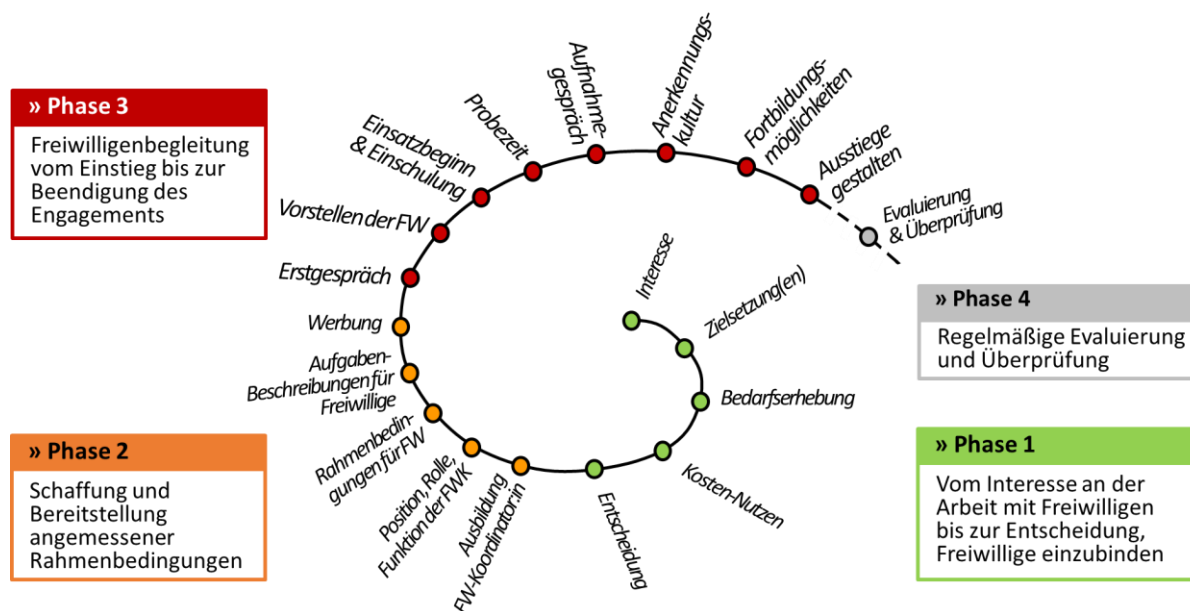 » Phase 3
Freiwilligenbegleitung
vom Einstieg bis zur
Beendigung des
Engagements
» Phase 2
Schaffung und
Bereitstellung
angemessener
Rahmenbedingungen
» Phase 4
Regelmäßige Evaluierung
und Überprüfung
» Phase 1
Vom Interesse an der
Arbeit mit Freiwilligen
bis zur Entscheidung,
Freiwillige einzubinden
Interesse
Zielsetzung(en)
Bedarfserhebung
Kosten-Nutzen
Entscheidung
Ausbildung
FW-Koordinatorin
Position, Rolle,
Funktion der FWK
Rahmenbedin-
gungen für FW
Aufgaben-
Beschreibungen für
Freiwillige
Werbung
Erstgespräch
Vorstellen der FW
Einsatzbeginn
& Einschulung
Probezeit
Aufnahme-
gespräch
Anerkennungs-
kultur
Fortbildungs-
möglichkeiten
Ausstiege
gestalten
Evaluierung
& Überprüfung